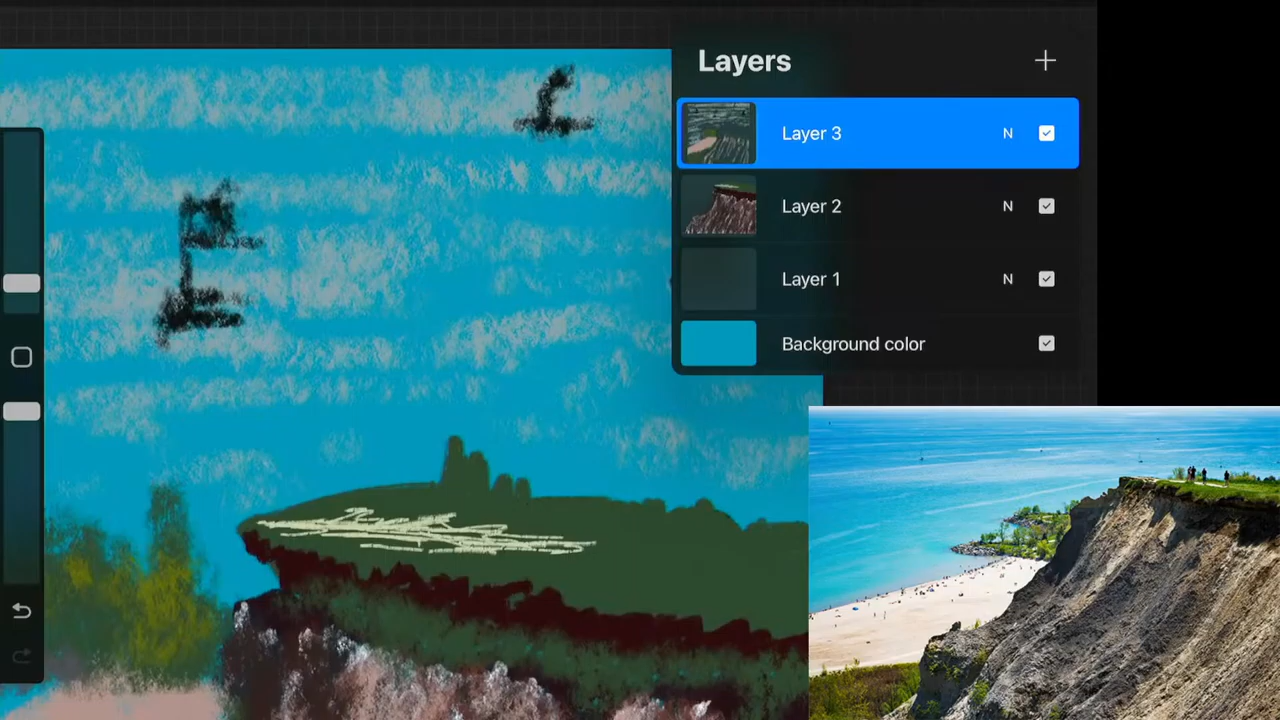 Layers
Layer 3 N
Layer 2 N
Layer 1 N
Background color